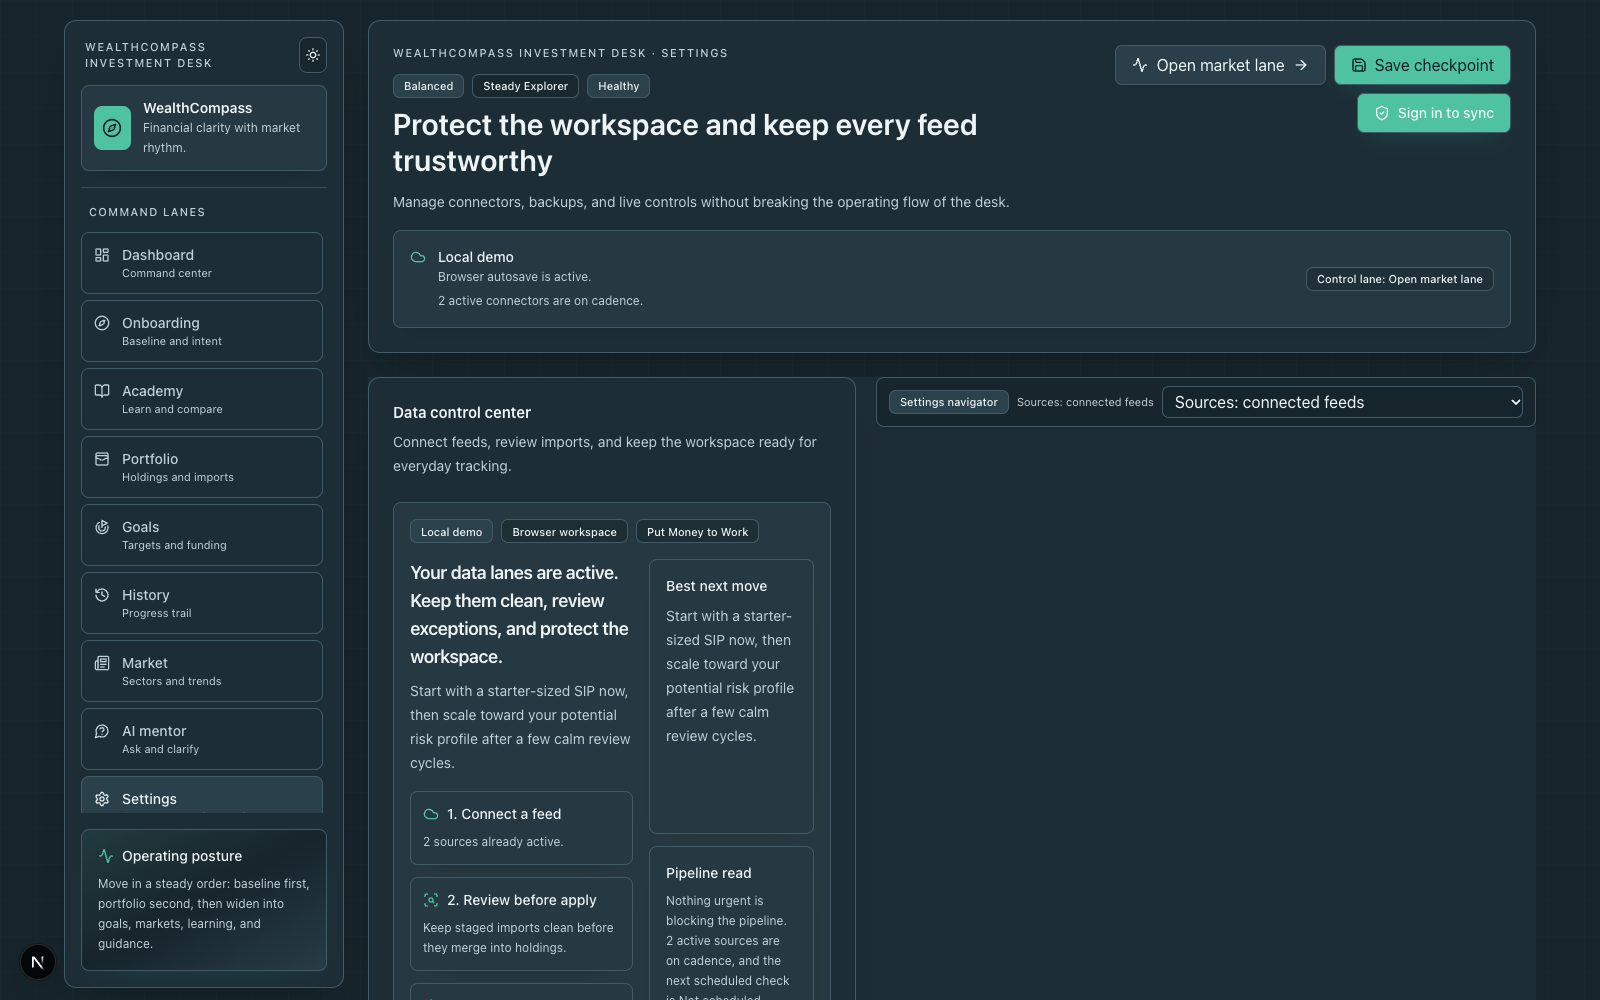 WEALTHCOMPASS
INVESTMENT DESK
WealthCompass
Financial clarity with market
rhythm.
COMMAND LANES
Dashboard
Command center
Onboarding
Baseline and intent
Academy
Learn and compare
Portfolio
Holdings and imports
Goals
Targets and funding
History
Progress trail
Market
Sectors and trends
AI mentor
Ask and clarify
Settings
Operating posture
Move in a steady order: baseline first,
portfolio second, then widen into
goals, markets, learning, and
guidance.
N
WEALTHCOMPASS INVESTMENT DESK · SETTINGS
Balanced
Steady Explorer
Healthy
Protect the workspace and keep every feed
trustworthy
Manage connectors, backups, and live controls without breaking the operating flow of the desk.
Open market lane
Save checkpoint
Sign in to sync
Local demo
Browser autosave is active.
2 active connectors are on cadence.
Control lane: Open market lane
Data control center
Connect feeds, review imports, and keep the workspace ready for
everyday tracking.
Local demo
Browser workspace
Put Money to Work
Your data lanes are active.
Keep them clean, review
exceptions, and protect the
workspace.
Start with a starter-sized SIP now,
then scale toward your potential
risk profile after a few calm review
cycles.
1. Connect a feed
2 sources already active.
2. Review before apply
Keep staged imports clean before
they merge into holdings.
Best next move
Start with a starter-
sized SIP now, then
scale toward your
potential risk profile
after a few calm
review cycles.
Pipeline read
Nothing urgent is
blocking the pipeline.
2 active sources are
on cadence, and the
next scheduled check
is Not scheduled
Settings navigator
Sources: connected feeds
Sources: connected feeds